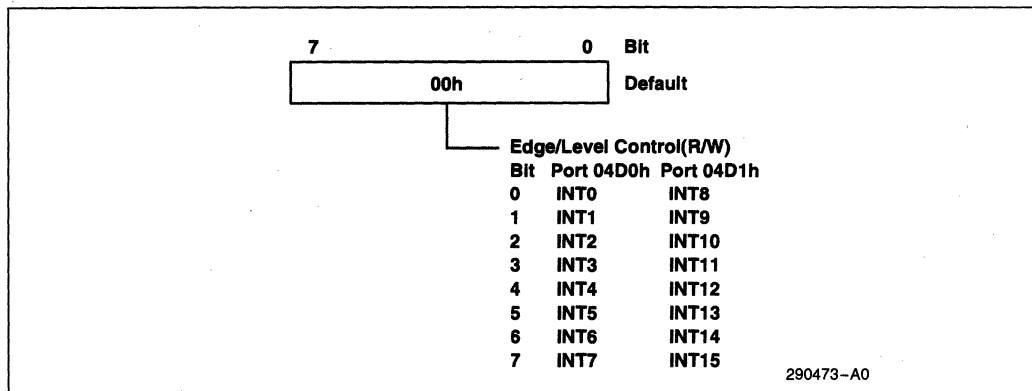 7 0 Bit
00h Default
Edge/Level Control(R/W)
Bit Port 04D0h Port 04D1h
0 INT0 INT8
1 INT1 INT9
2 INT2 INT10
3 INT3 INT11
4 INT4 INT12
5 INT5 INT13
6 INT6 INT14
7 INT7 INT15
290473-A0